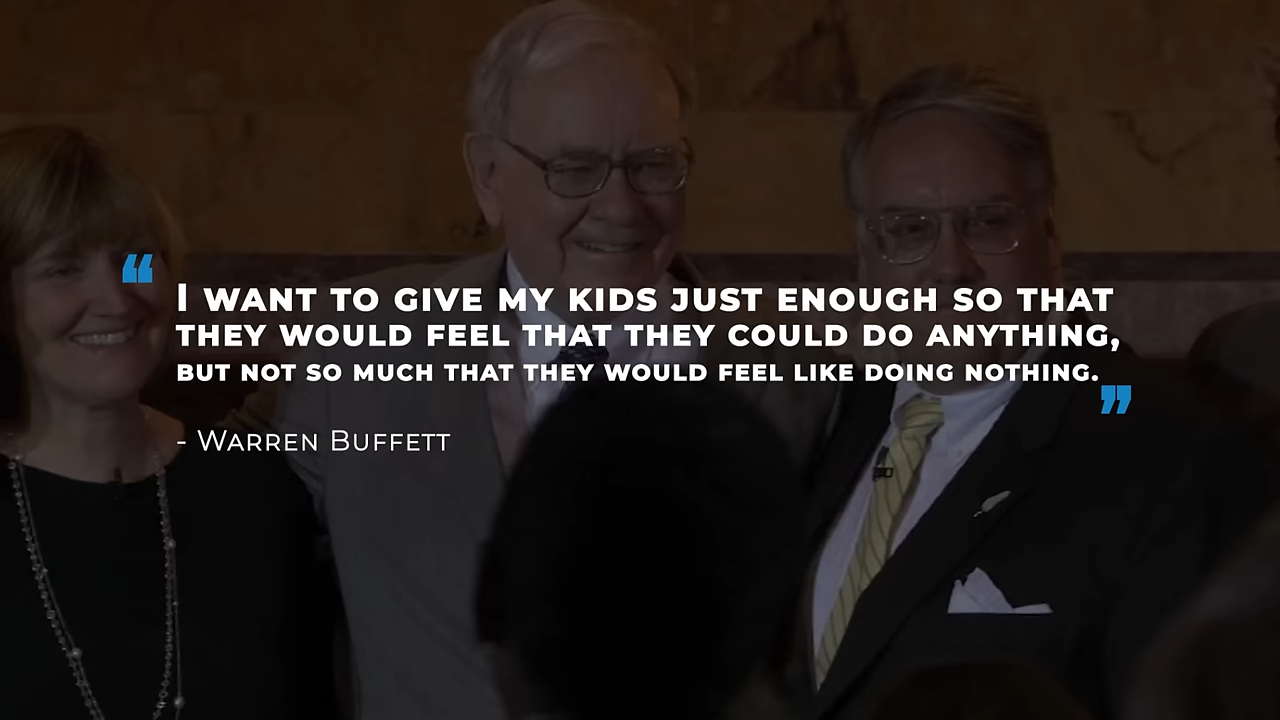 “ I WANT TO GIVE MY KIDS JUST ENOUGH SO THAT
THEY WOULD FEEL THAT THEY COULD DO ANYTHING,
BUT NOT SO MUCH THAT THEY WOULD FEEL LIKE DOING NOTHING. ”
- WARREN BUFFETT